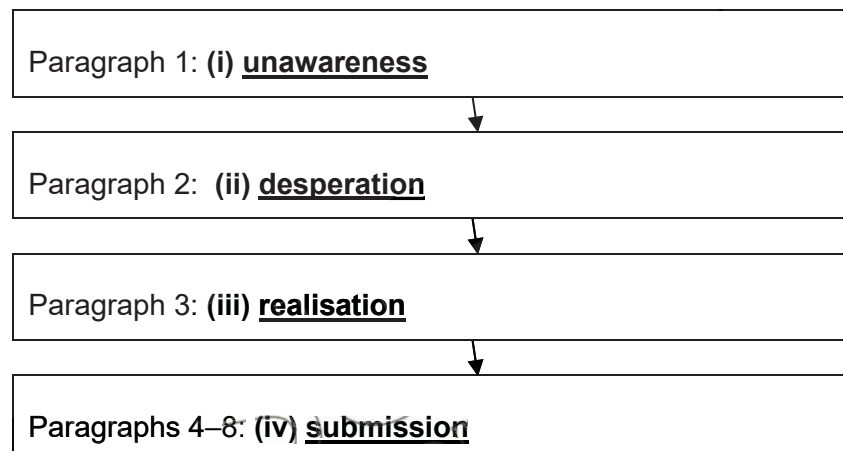 Paragraph 1: (i) unawareness
Paragraph 2: (ii) desperation
Paragraph 3: (iii) realisation
Paragraphs 4–8: (iv) submission